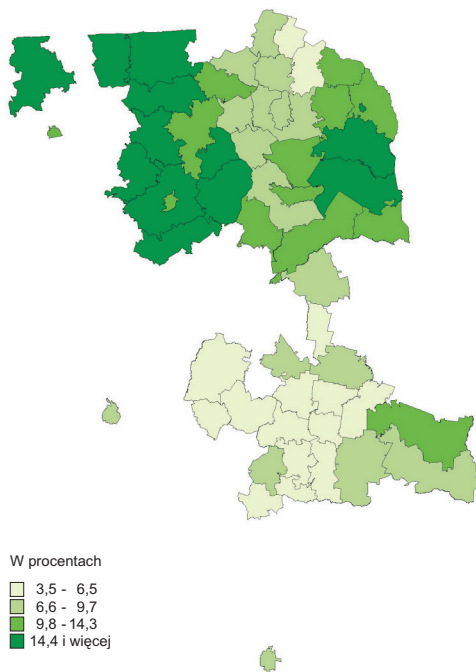 W procentach
3,5 - 6,5
6,6 - 9,7
9,8 - 14,3
14,4 i więcej